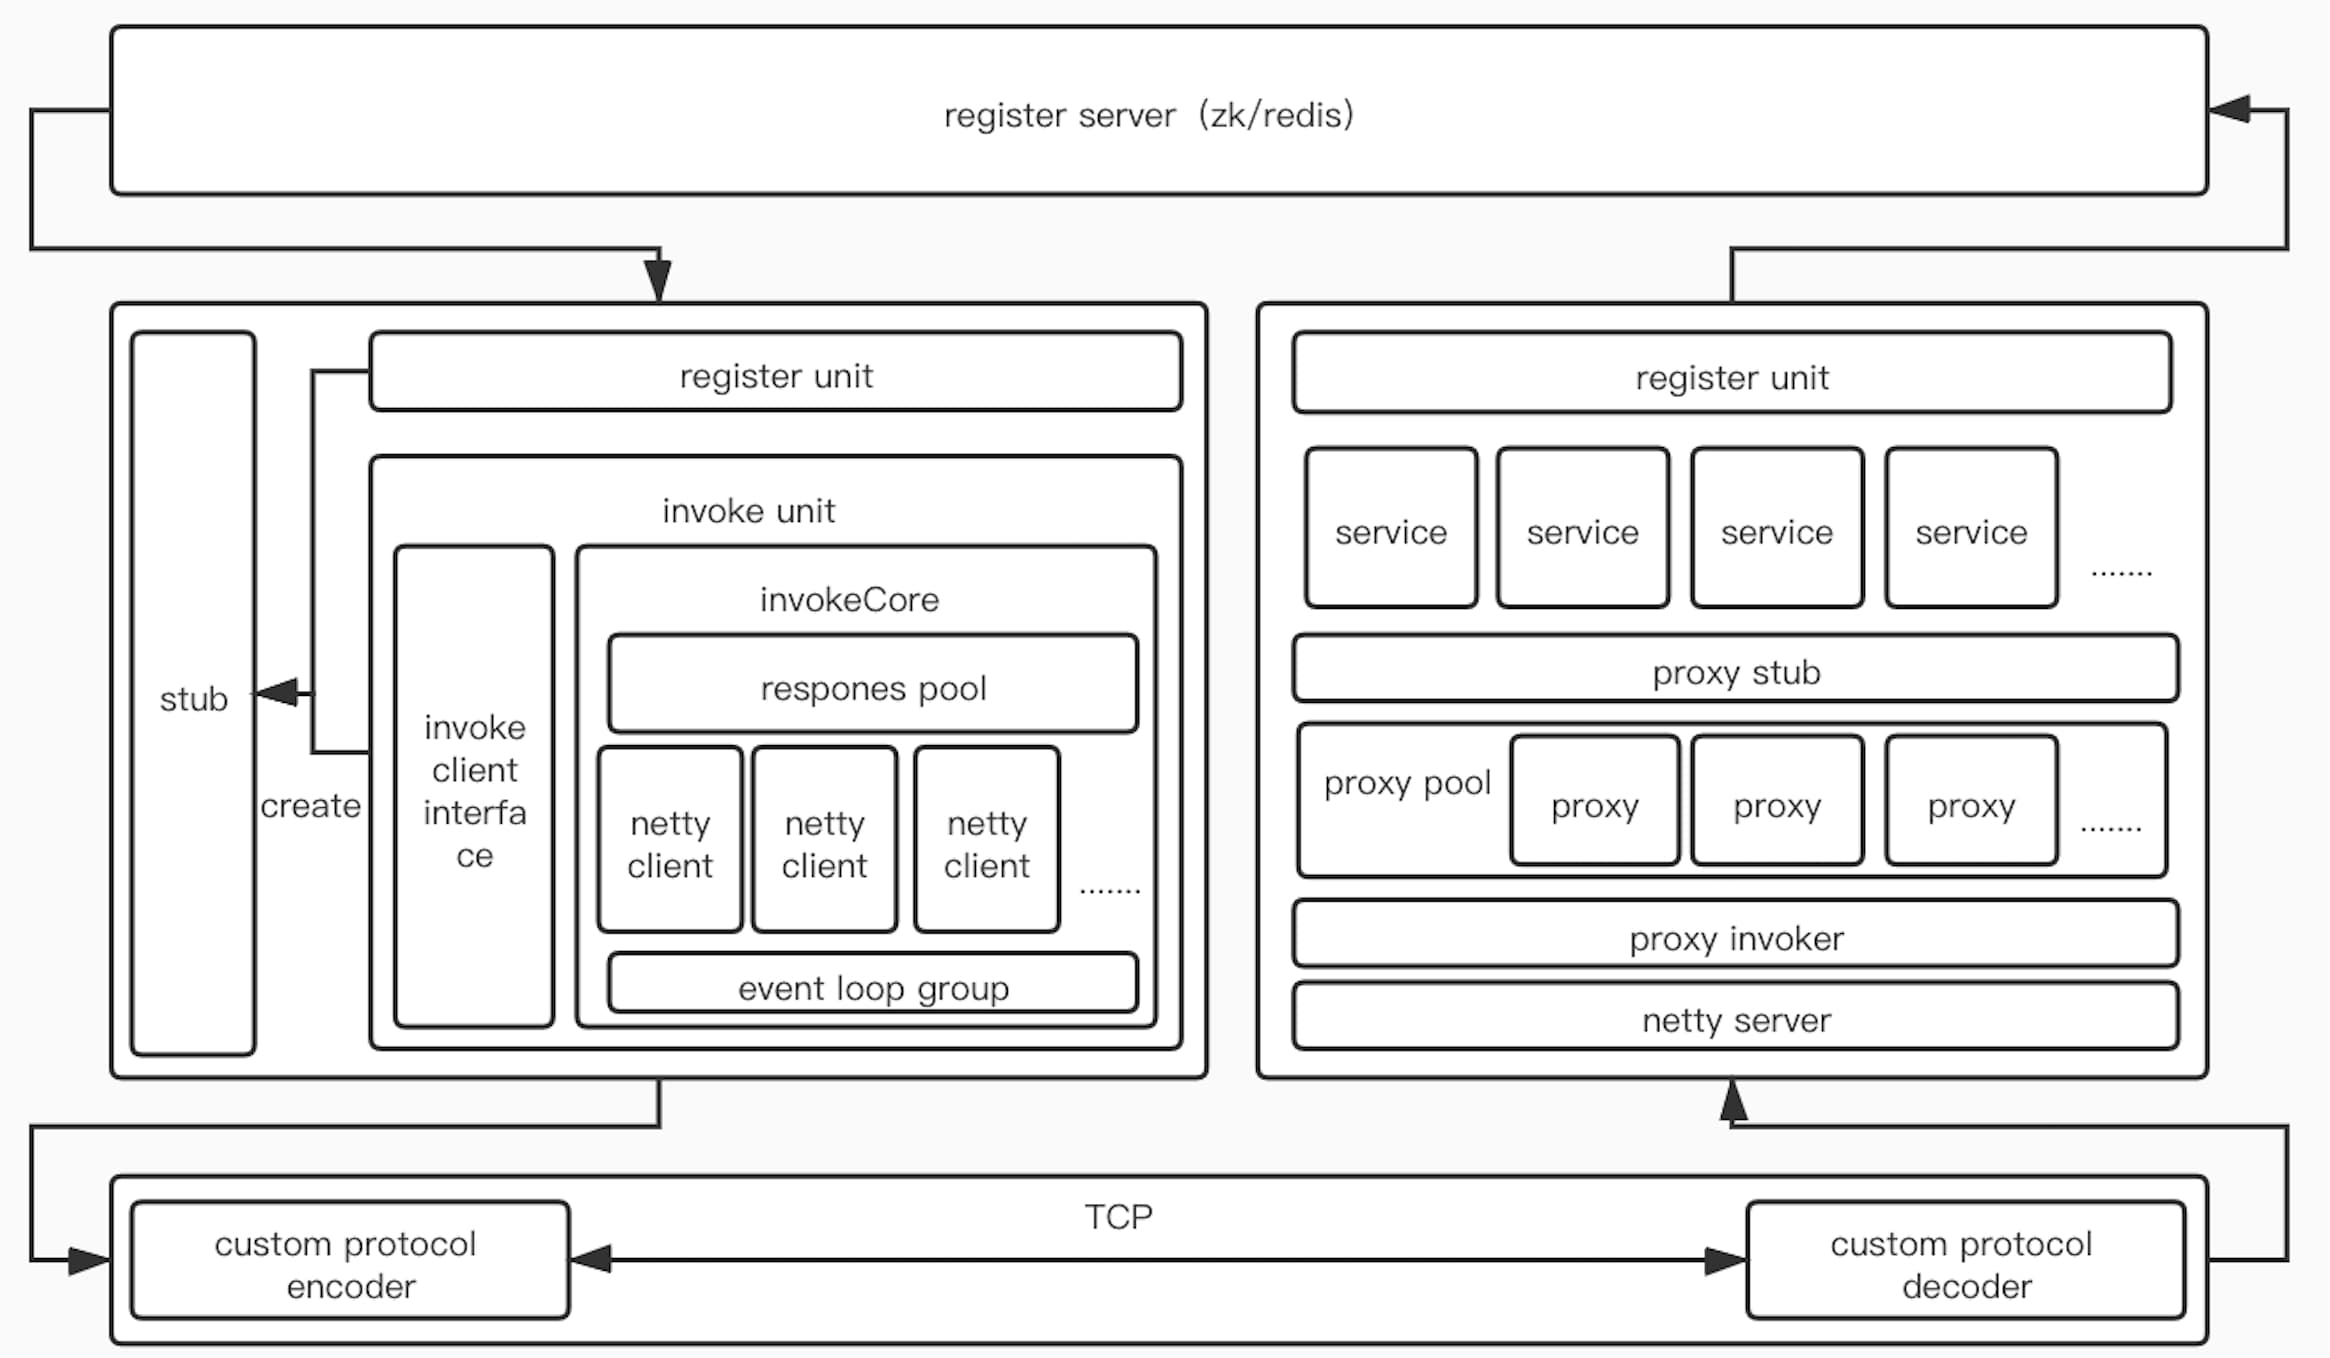 register server（zk/redis）
register unit
invoke unit
invokeCore
respones pool
stub
create
invoke
client
interfa
ce
netty
client
netty
client
netty
client
.......
event loop group
register unit
service
service
service
service
.......
proxy stub
proxy pool
proxy
proxy
proxy
.......
proxy invoker
netty server
TCP
custom protocol
encoder
custom protocol
decoder